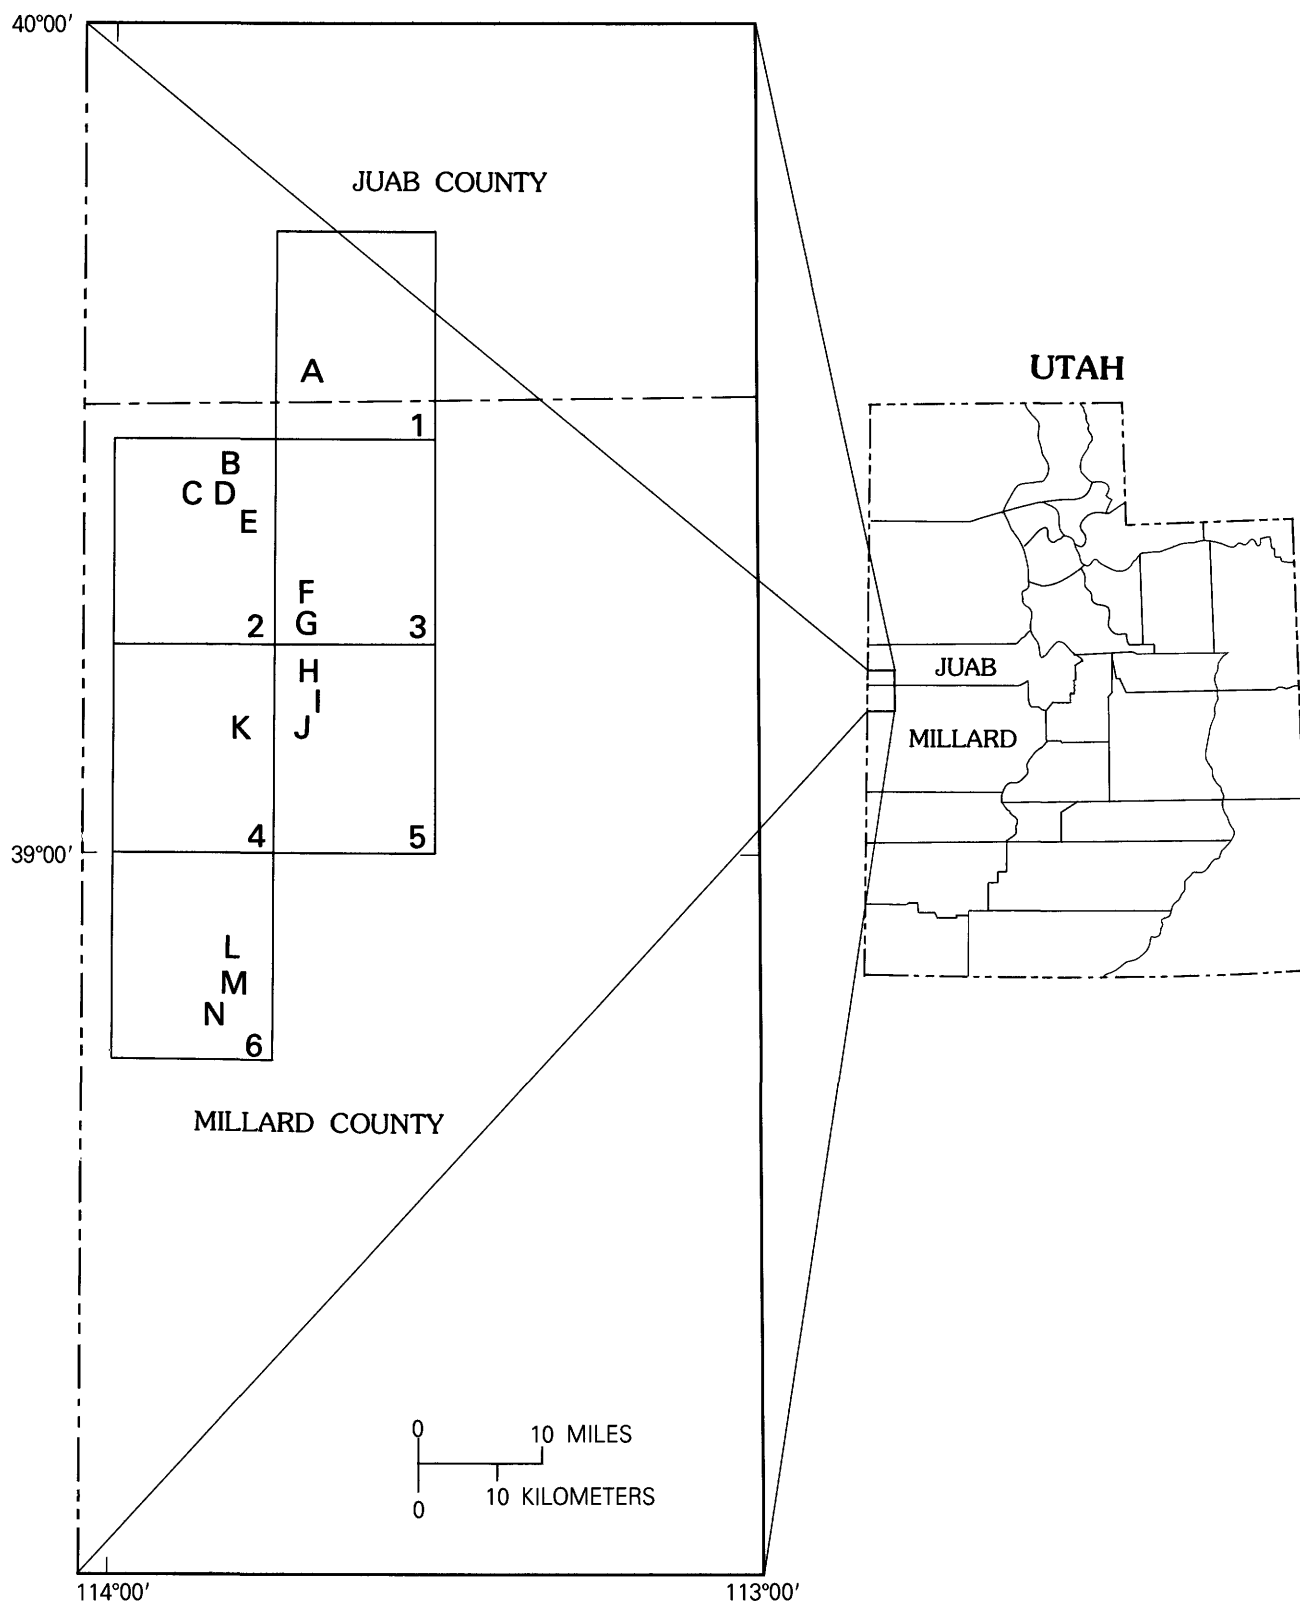 40°00′
JUAB COUNTY
UTAH
A
1
B
C D
E
F
G
2
3
JUAB
H
I
K
J
MILLARD
4
5
39°00′
L
M
N
6
MILLARD COUNTY
0
10 MILES
0
10 KILOMETERS
114°00′
113°00′